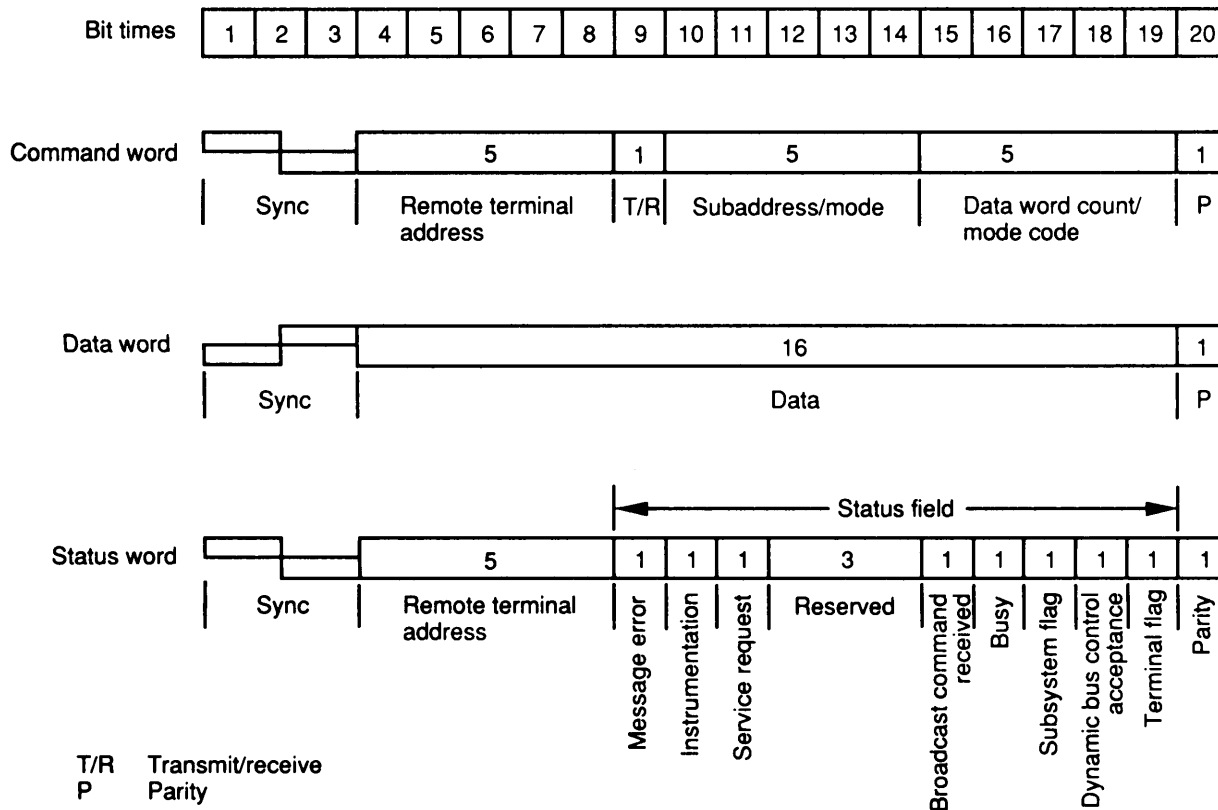 Bit times 1 2 3 4 5 6 7 8 9 10 11 12 13 14 15 16 17 18 19 20
Command word 5 1 5 5 1
Sync Remote terminal address T/R Subaddress/mode Data word count/ mode code P
Data word 16 1
Sync Data P
Status field
Status word 5 1 1 1 3 1 1 1 1 1 1
Sync Remote terminal address Message error Instrumentation Service request Reserved Broadcast command received Busy Subsystem flag Dynamic bus control acceptance Terminal flag Parity
T/R Transmit/receive
P Parity